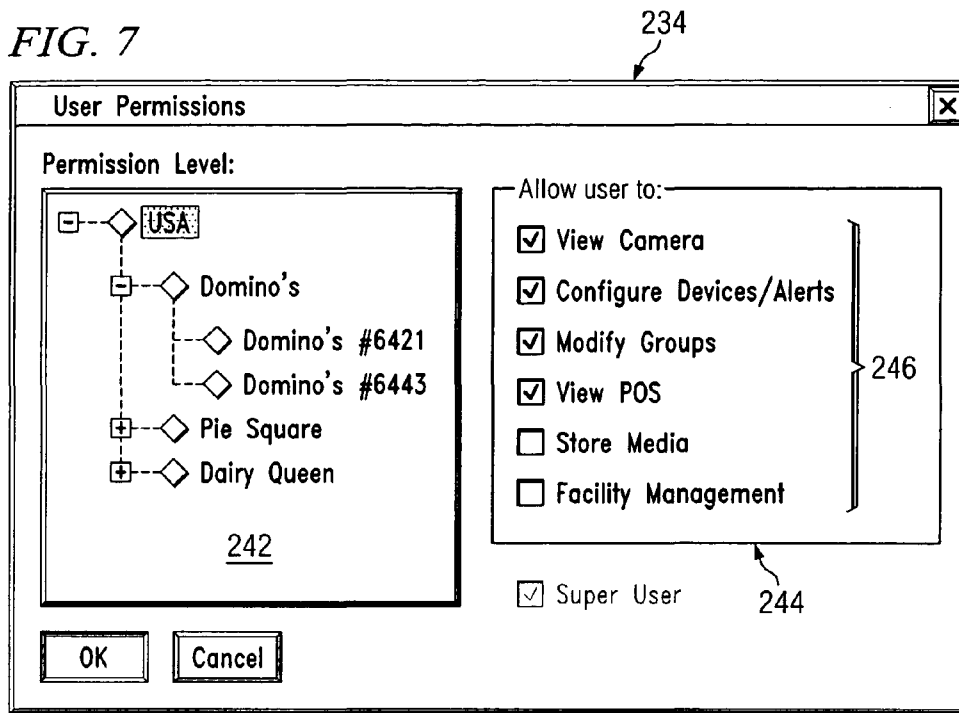 FIG. 7
234
User Permissions
Permission Level:
USA
Domino's
Domino's #6421
Domino's #6443
Pie Square
Dairy Queen
242
Allow user to:
View Camera
Configure Devices/Alerts
Modify Groups
View POS
Store Media
Facility Management
246
244
Super User
OK
Cancel